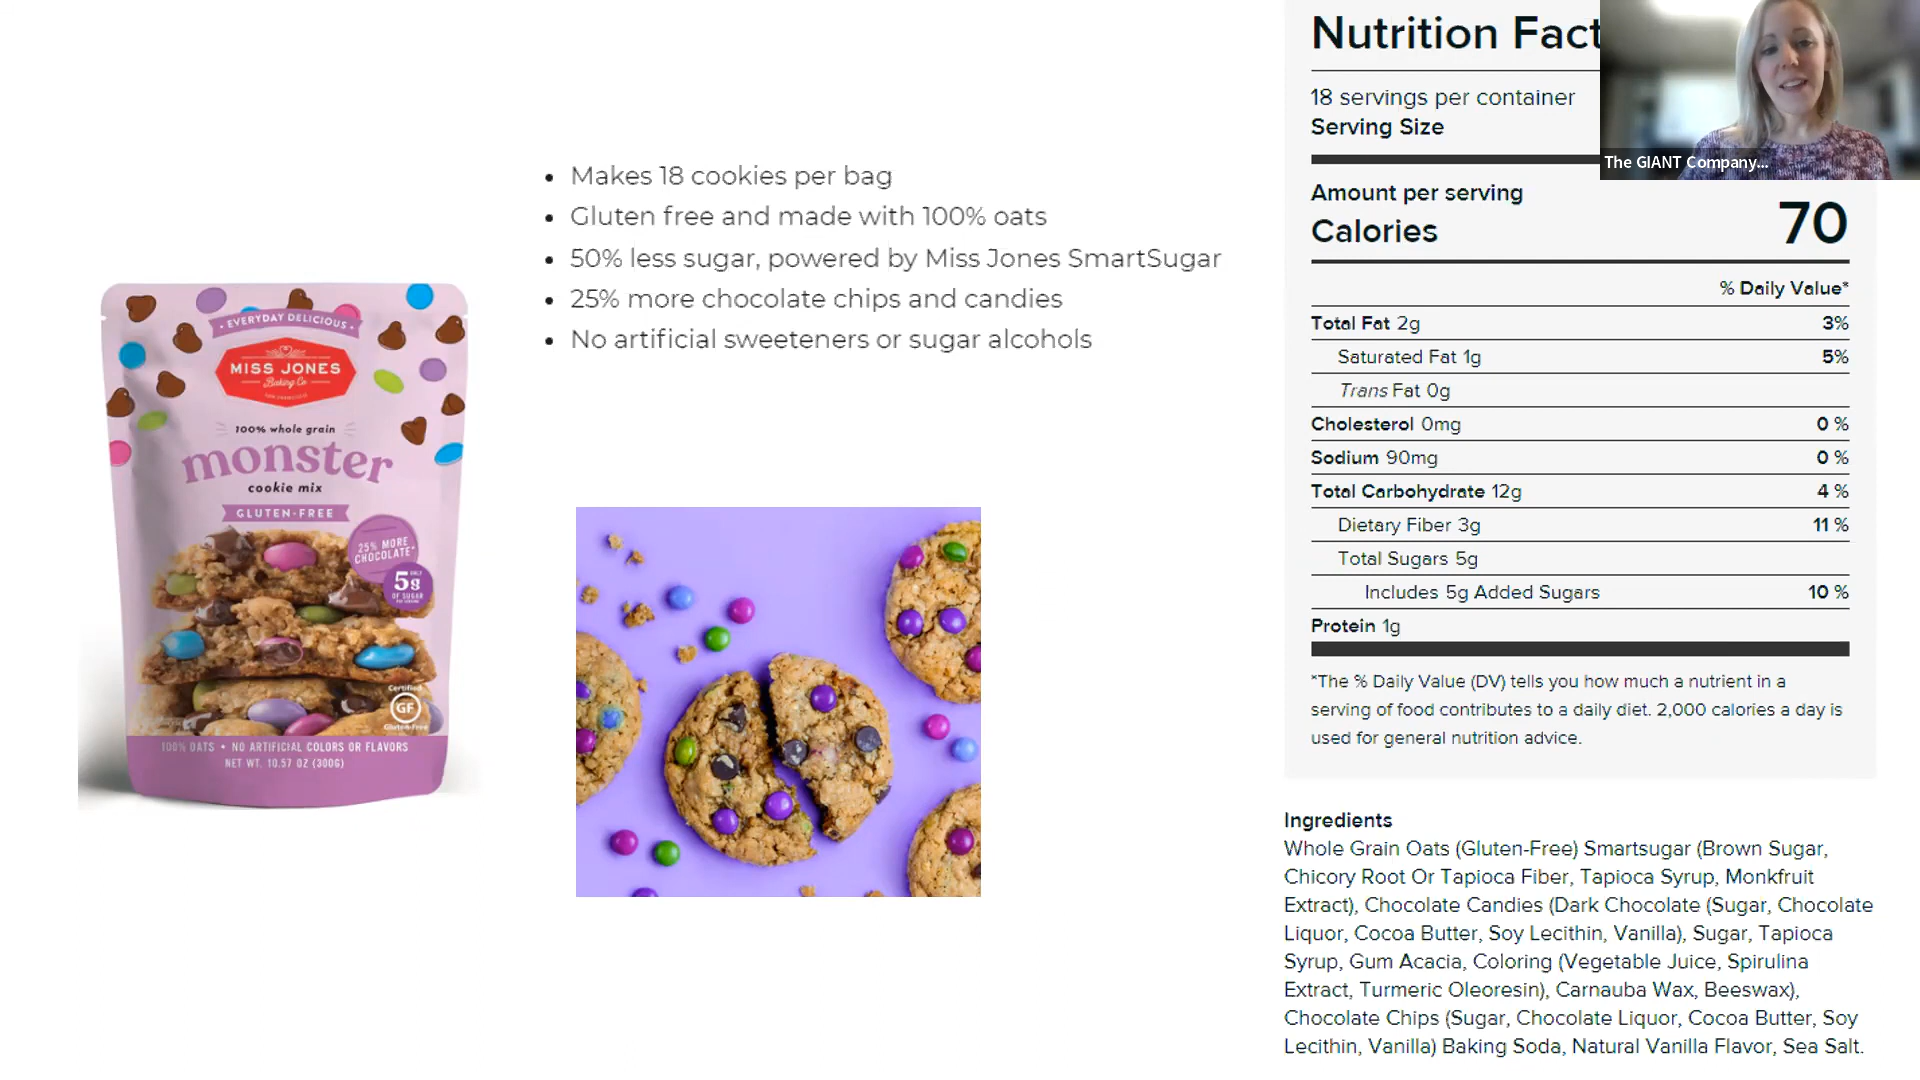 Makes 18 cookies per bag
Gluten free and made with 100% oats
50% less sugar, powered by Miss Jones SmartSugar
25% more chocolate chips and candies
No artificial sweeteners or sugar alcohols
• EVERYDAY DELICIOUS •
MISS JONES
Baking Co
100% whole grain
monster
cookie mix
GLUTEN-FREE
25% MORE
CHOCOLATE*
ONLY
5g
OF SUGAR
Certified
GF
Gluten-Free
100% OATS • NO ARTIFICIAL COLORS OR FLAVORS
NET WT. 10.57 OZ (300G)
Nutrition Fact
18 servings per container
Serving Size
Amount per serving
Calories 70
% Daily Value*
Total Fat 2g 3%
Saturated Fat 1g 5%
Trans Fat 0g
Cholesterol 0mg 0 %
Sodium 90mg 0 %
Total Carbohydrate 12g 4 %
Dietary Fiber 3g 11 %
Total Sugars 5g
Includes 5g Added Sugars 10 %
Protein 1g
*The % Daily Value (DV) tells you how much a nutrient in a
serving of food contributes to a daily diet. 2,000 calories a day is
used for general nutrition advice.
Ingredients
Whole Grain Oats (Gluten-Free) Smartsugar (Brown Sugar,
Chicory Root Or Tapioca Fiber, Tapioca Syrup, Monkfruit
Extract), Chocolate Candies (Dark Chocolate (Sugar, Chocolate
Liquor, Cocoa Butter, Soy Lecithin, Vanilla), Sugar, Tapioca
Syrup, Gum Acacia, Coloring (Vegetable Juice, Spirulina
Extract, Turmeric Oleoresin), Carnauba Wax, Beeswax),
Chocolate Chips (Sugar, Chocolate Liquor, Cocoa Butter, Soy
Lecithin, Vanilla) Baking Soda, Natural Vanilla Flavor, Sea Salt.
The GIANT Company...